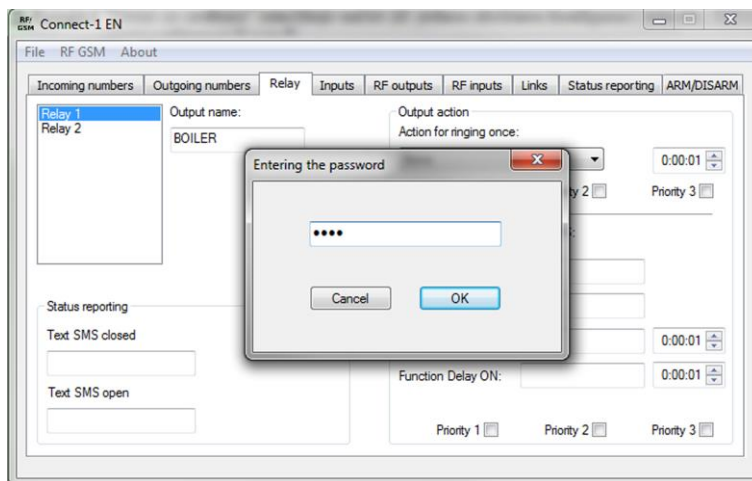 RF/
GSM Connect-1 EN
File RF GSM About
Incoming numbers Outgoing numbers Relay Inputs RF outputs RF inputs Links Status reporting ARM/DISARM
Relay 1
Relay 2
Output name:
BOILER
Output action
Action for ringing once:
0:00:01
Priority 3
Entering the password
••••
Cancel OK
Status reporting
Text SMS closed
Text SMS open
0:00:01
Function Delay ON: 0:00:01
Priority 1 Priority 2 Priority 3